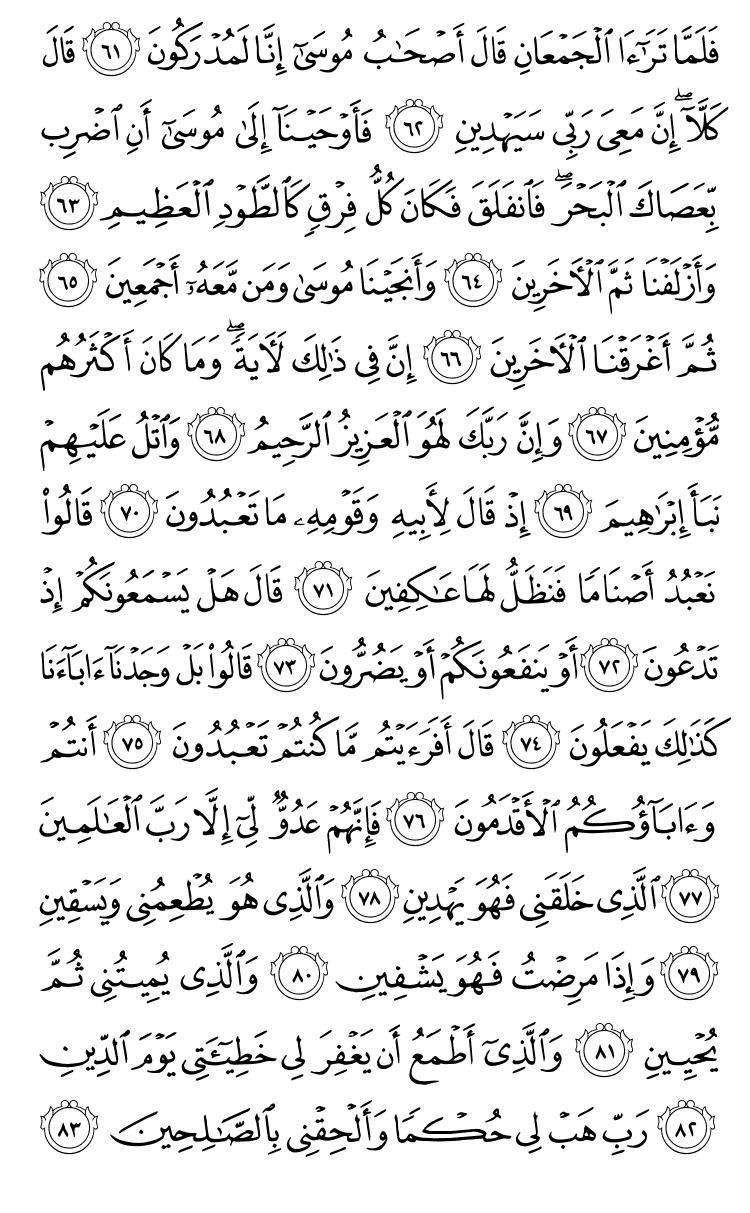 فَلَمَّا تَرَٰٓءَا ٱلۡجَمۡعَانِ قَالَ أَصۡحَٰبُ مُوسَىٰٓ إِنَّا لَمُدۡرَكُونَ ٦١ قَالَ
كَلَّآۖ إِنَّ مَعِيَ رَبِّي سَيَهۡدِينِ ٦٢ فَأَوۡحَيۡنَآ إِلَىٰ مُوسَىٰٓ أَنِ ٱضۡرِب
بِّعَصَاكَ ٱلۡبَحۡرَۖ فَٱنفَلَقَ فَكَانَ كُلُّ فِرۡقٖ كَٱلطَّوۡدِ ٱلۡعَظِيمِ ٦٣
وَأَزۡلَفۡنَا ثَمَّ ٱلۡأٓخَرِينَ ٦٤ وَأَنجَيۡنَا مُوسَىٰ وَمَن مَّعَهُۥٓ أَجۡمَعِينَ ٦٥
ثُمَّ أَغۡرَقۡنَا ٱلۡأٓخَرِينَ ٦٦ إِنَّ فِي ذَٰلِكَ لَأٓيَةٗۖ وَمَا كَانَ أَكۡثَرُهُم
مُّؤۡمِنِينَ ٦٧ وَإِنَّ رَبَّكَ لَهُوَ ٱلۡعَزِيزُ ٱلرَّحِيمُ ٦٨ وَٱتۡلُ عَلَيۡهِمۡ
نَبَأَ إِبۡرَٰهِيمَ ٦٩ إِذۡ قَالَ لِأَبِيهِ وَقَوۡمِهِۦ مَا تَعۡبُدُونَ ٧٠ قَالُواْ
نَعۡبُدُ أَصۡنَامٗا فَنَظَلُّ لَهَا عَٰكِفِينَ ٧١ قَالَ هَلۡ يَسۡمَعُونَكُمۡ إِذۡ
تَدۡعُونَ ٧٢ أَوۡ يَنفَعُونَكُمۡ أَوۡ يَضُرُّونَ ٧٣ قَالُواْ بَلۡ وَجَدۡنَآ ءَابَآءَنَا
كَذَٰلِكَ يَفۡعَلُونَ ٧٤ قَالَ أَفَرَءَيۡتُم مَّا كُنتُمۡ تَعۡبُدُونَ ٧٥ أَنتُمۡ
وَءَابَآؤُكُمُ ٱلۡأَقۡدَمُونَ ٧٦ فَإِنَّهُمۡ عَدُوّٞ لِّيٓ إِلَّا رَبَّ ٱلۡعَٰلَمِينَ
٧٧ ٱلَّذِي خَلَقَنِي فَهُوَ يَهۡدِينِ ٧٨ وَٱلَّذِي هُوَ يُطۡعِمُنِي وَيَسۡقِينِ
٧٩ وَإِذَا مَرِضۡتُ فَهُوَ يَشۡفِينِ ٨٠ وَٱلَّذِي يُمِيتُنِي ثُمَّ
يُحۡيِينِ ٨١ وَٱلَّذِيٓ أَطۡمَعُ أَن يَغۡفِرَ لِي خَطِيٓـَٔتِي يَوۡمَ ٱلدِّينِ
٨٢ رَبِّ هَبۡ لِي حُكۡمٗا وَأَلۡحِقۡنِي بِٱلصَّٰلِحِينَ ٨٣